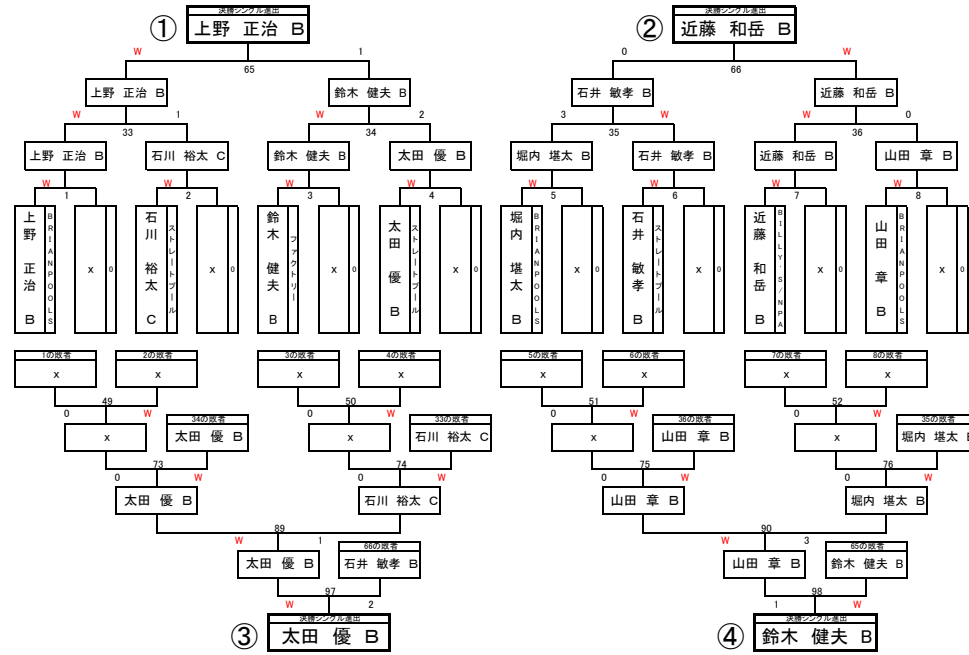 決勝シングル進出
① 上野 正治 B
決勝シングル進出
② 近藤 和岳 B
W 1 0 W
65 66
上野 正治 B 鈴木 健夫 B 石井 敏孝 B 近藤 和岳 B
W 1 W 2 3 W W 0
33 34 35 36
上野 正治 B 石川 裕太 C 鈴木 健夫 B 太田 優 B 堀内 堪太 B 石井 敏孝 B 近藤 和岳 B 山田 章 B
W W W W W W W W
1 2 3 4 5 6 7 8
上野 正治 B
BRIANPOOLS
x
0
石川 裕太 C
ストレートプール
x
0
鈴木 健夫 B
ファクトリー
x
0
太田 優 B
ストレートプール
x
0
堀内 堪太 B
BRIANPOOLS
x
0
石井 敏孝 B
ストレートプール
x
0
近藤 和岳 B
BILLY'S/NPA
x
0
山田 章 B
BRIANPOOLS
x
0
1の敗者 2の敗者 3の敗者 4の敗者 5の敗者 6の敗者 7の敗者 8の敗者
x x x x x x x x
49 50 51 52
0 W 0 W 0 W 0 W
34の敗者 33の敗者 36の敗者 35の敗者
x 太田 優 B x 石川 裕太 C x 山田 章 B x 堀内 堪太 B
73 74 75 76
0 W 0 W 0 W 0 W
太田 優 B 石川 裕太 C 山田 章 B 堀内 堪太 B
89 90
W 1 W 3
66の敗者 65の敗者
太田 優 B 石井 敏孝 B 山田 章 B 鈴木 健夫 B
97 98
W 2 1 W
決勝シングル進出
③ 太田 優 B
決勝シングル進出
④ 鈴木 健夫 B